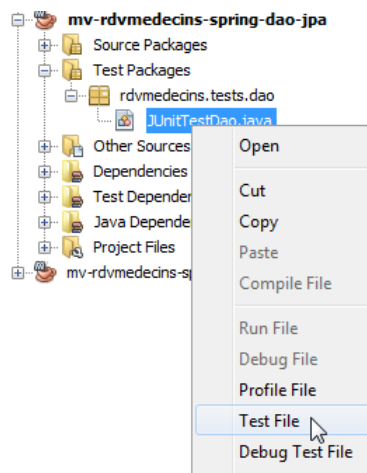 mv-rdvmedecins-spring-dao-jpa
Source Packages
Test Packages
rdvmedecins.tests.dao
JUnitTestDao.java
Other Sources
Dependencies
Test Depender
Java Depende
Project Files
mv-rdvmedecins-sp
Open
Cut
Copy
Paste
Compile File
Run File
Debug File
Profile File
Test File
Debug Test File